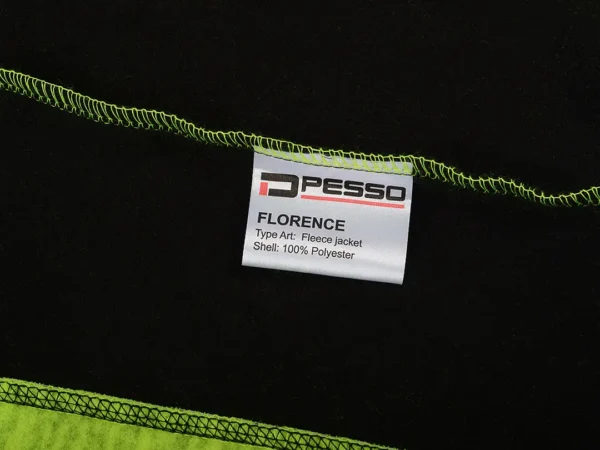 PESSO
FLORENCE
Type Art: Fleece jacket
Shell: 100% Polyester